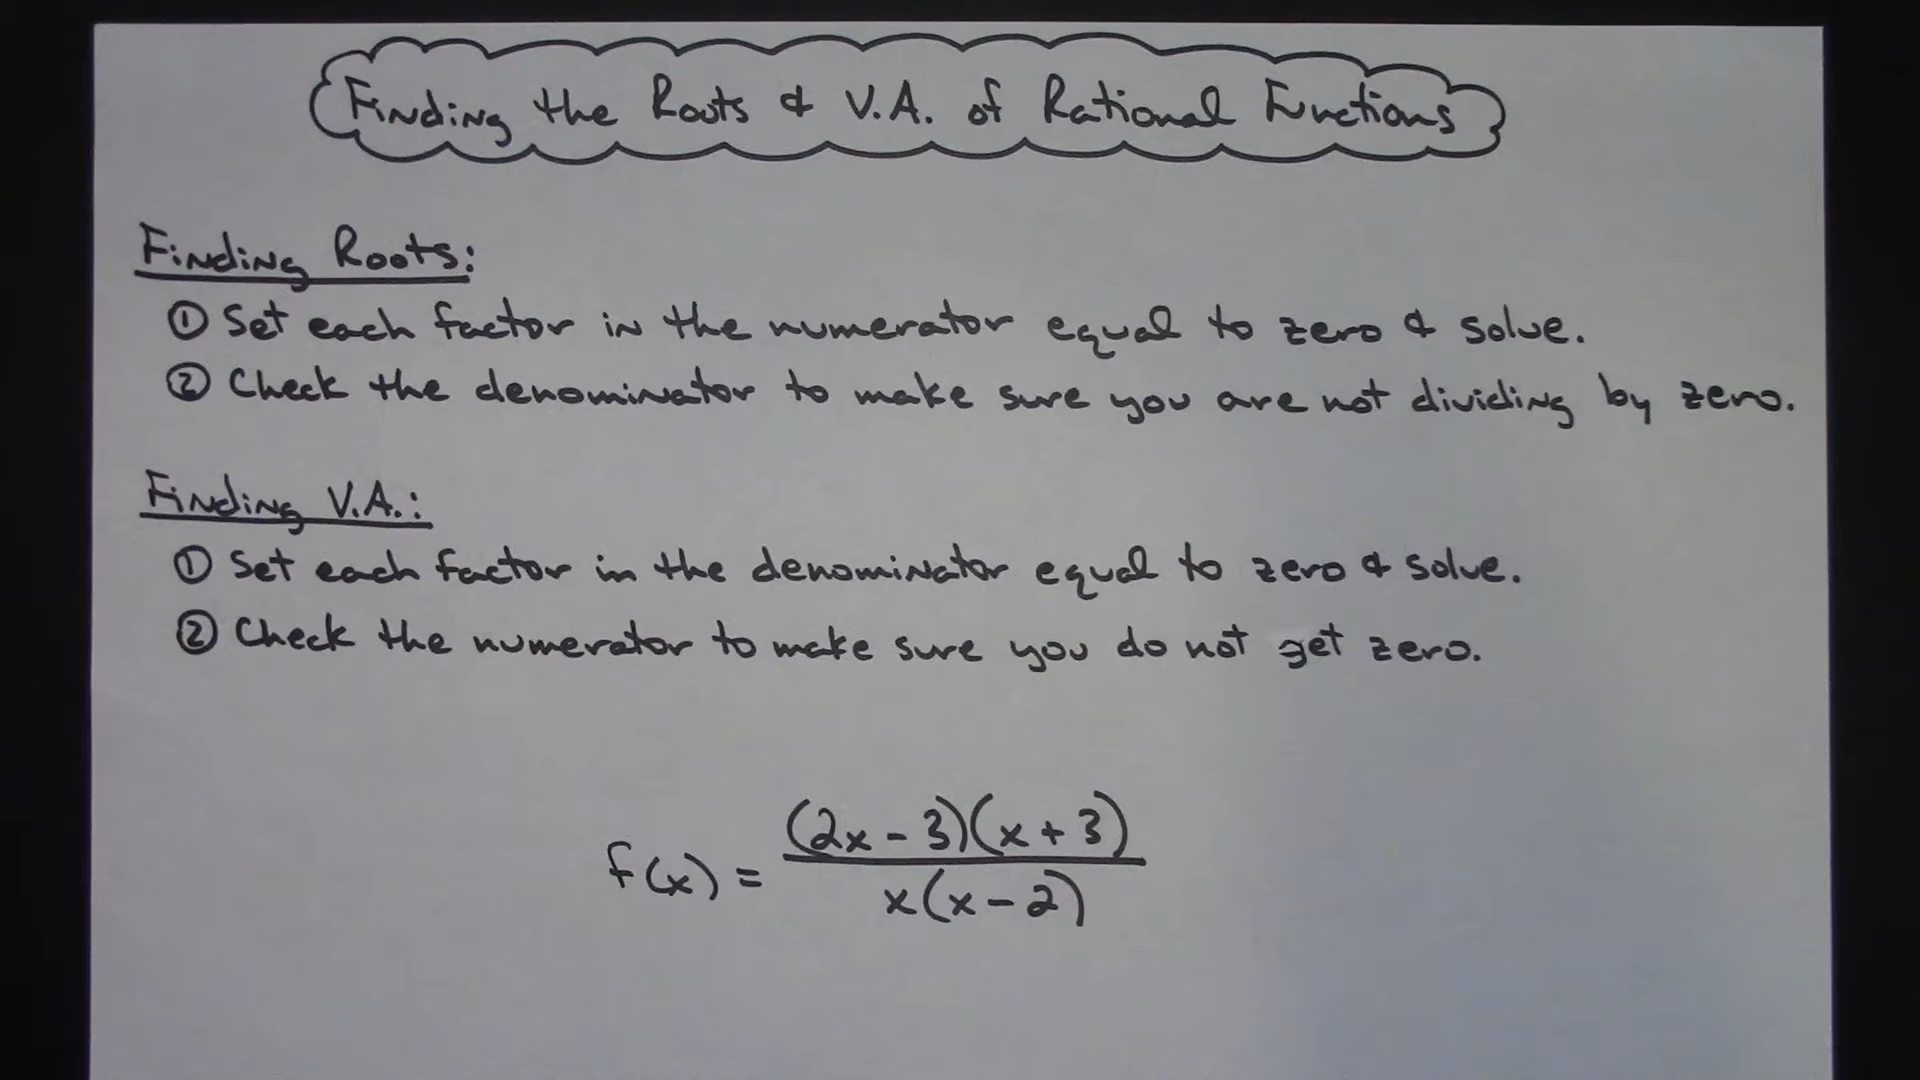 Finding the Roots & V.A. of Rational Functions
Finding Roots:
① Set each factor in the numerator equal to zero & solve.
② Check the denominator to make sure you are not dividing by zero.
Finding V.A.:
① Set each factor in the denominator equal to zero & solve.
② Check the numerator to make sure you do not get zero.
f(x) = (2x - 3)(x + 3)
x(x - 2)